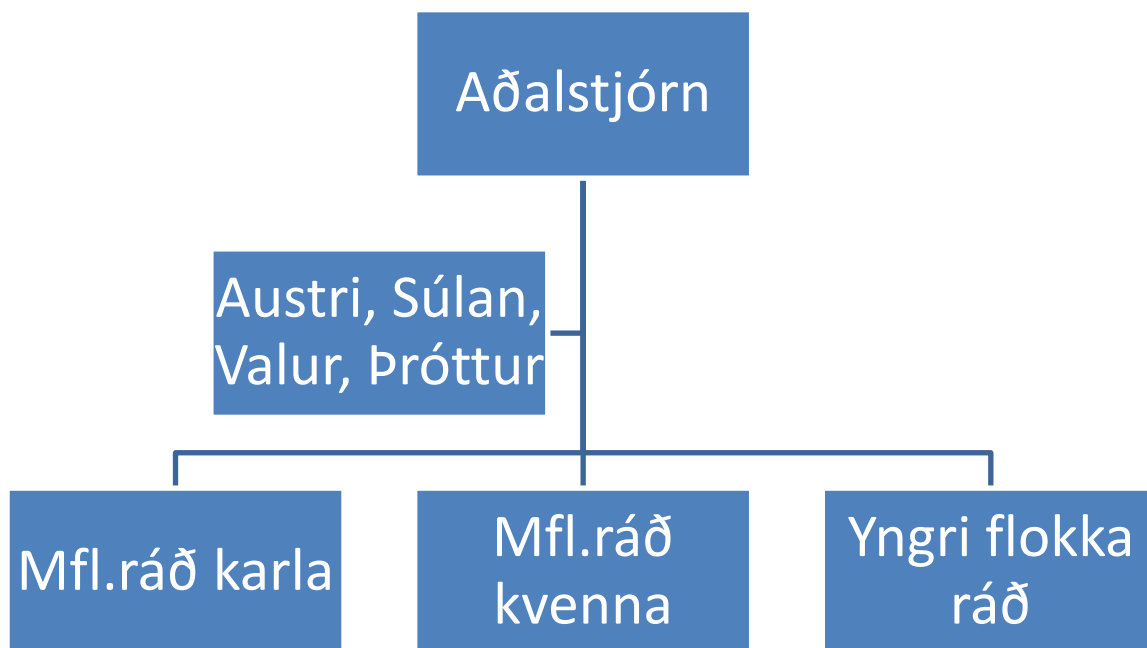 Aðalstjórn
Austri, Súlan,
Valur, Þróttur
Mfl.ráð karla
Mfl.ráð
kvenna
Yngri flokka
ráð